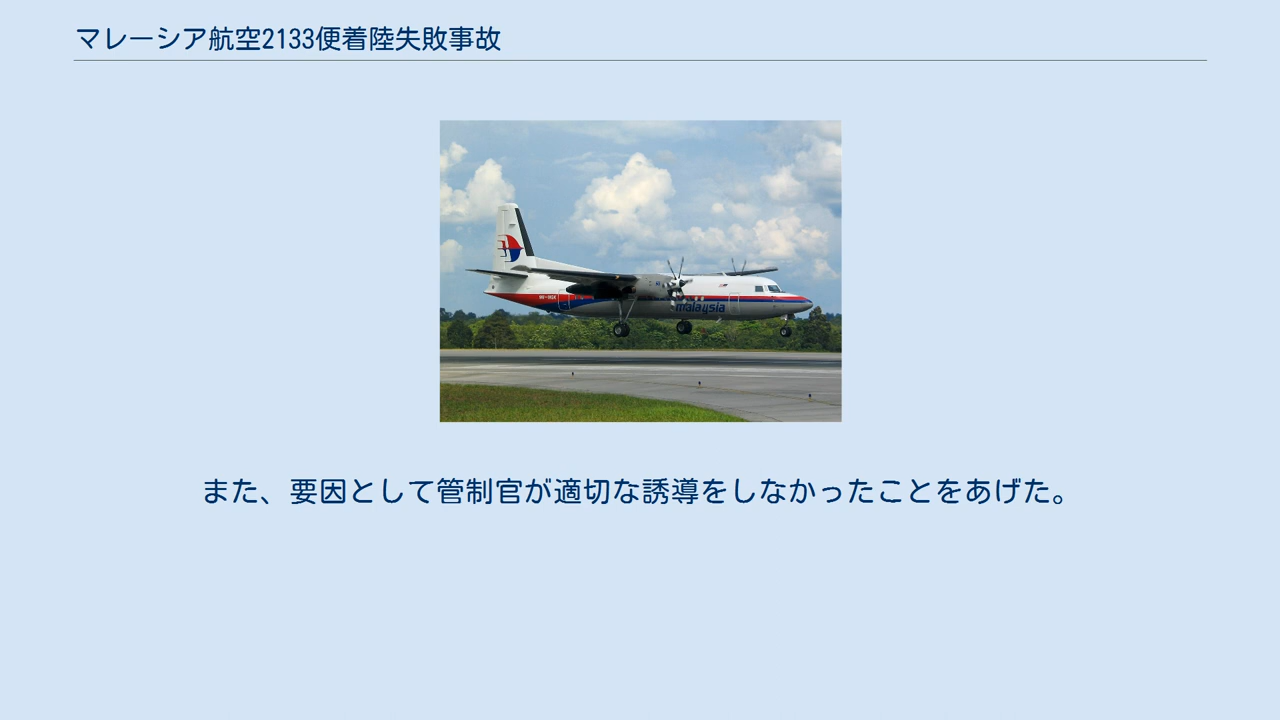 マレーシア航空2133便着陸失敗事故
malaysia
また、要因として管制官が適切な誘導をしなかったことをあげた。